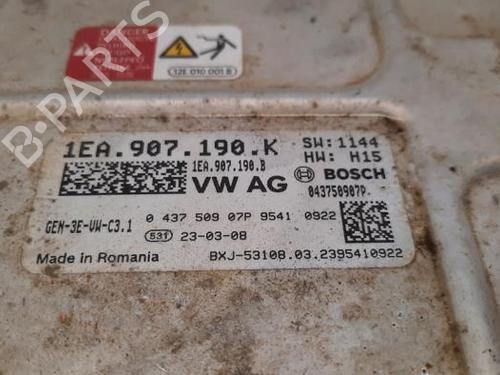 DANGER
12E 010 001 B
B-PARTS
1EA.907.190.K
SW:1144
HW: H15
1EA.907.190.B
VW AG
BOSCH
043750907P.
GEN-3E-VW-C3.1
0 437 509 07P 9541 0922
531 23-03-08
Made in Romania
BXJ-53108.03.2395410922